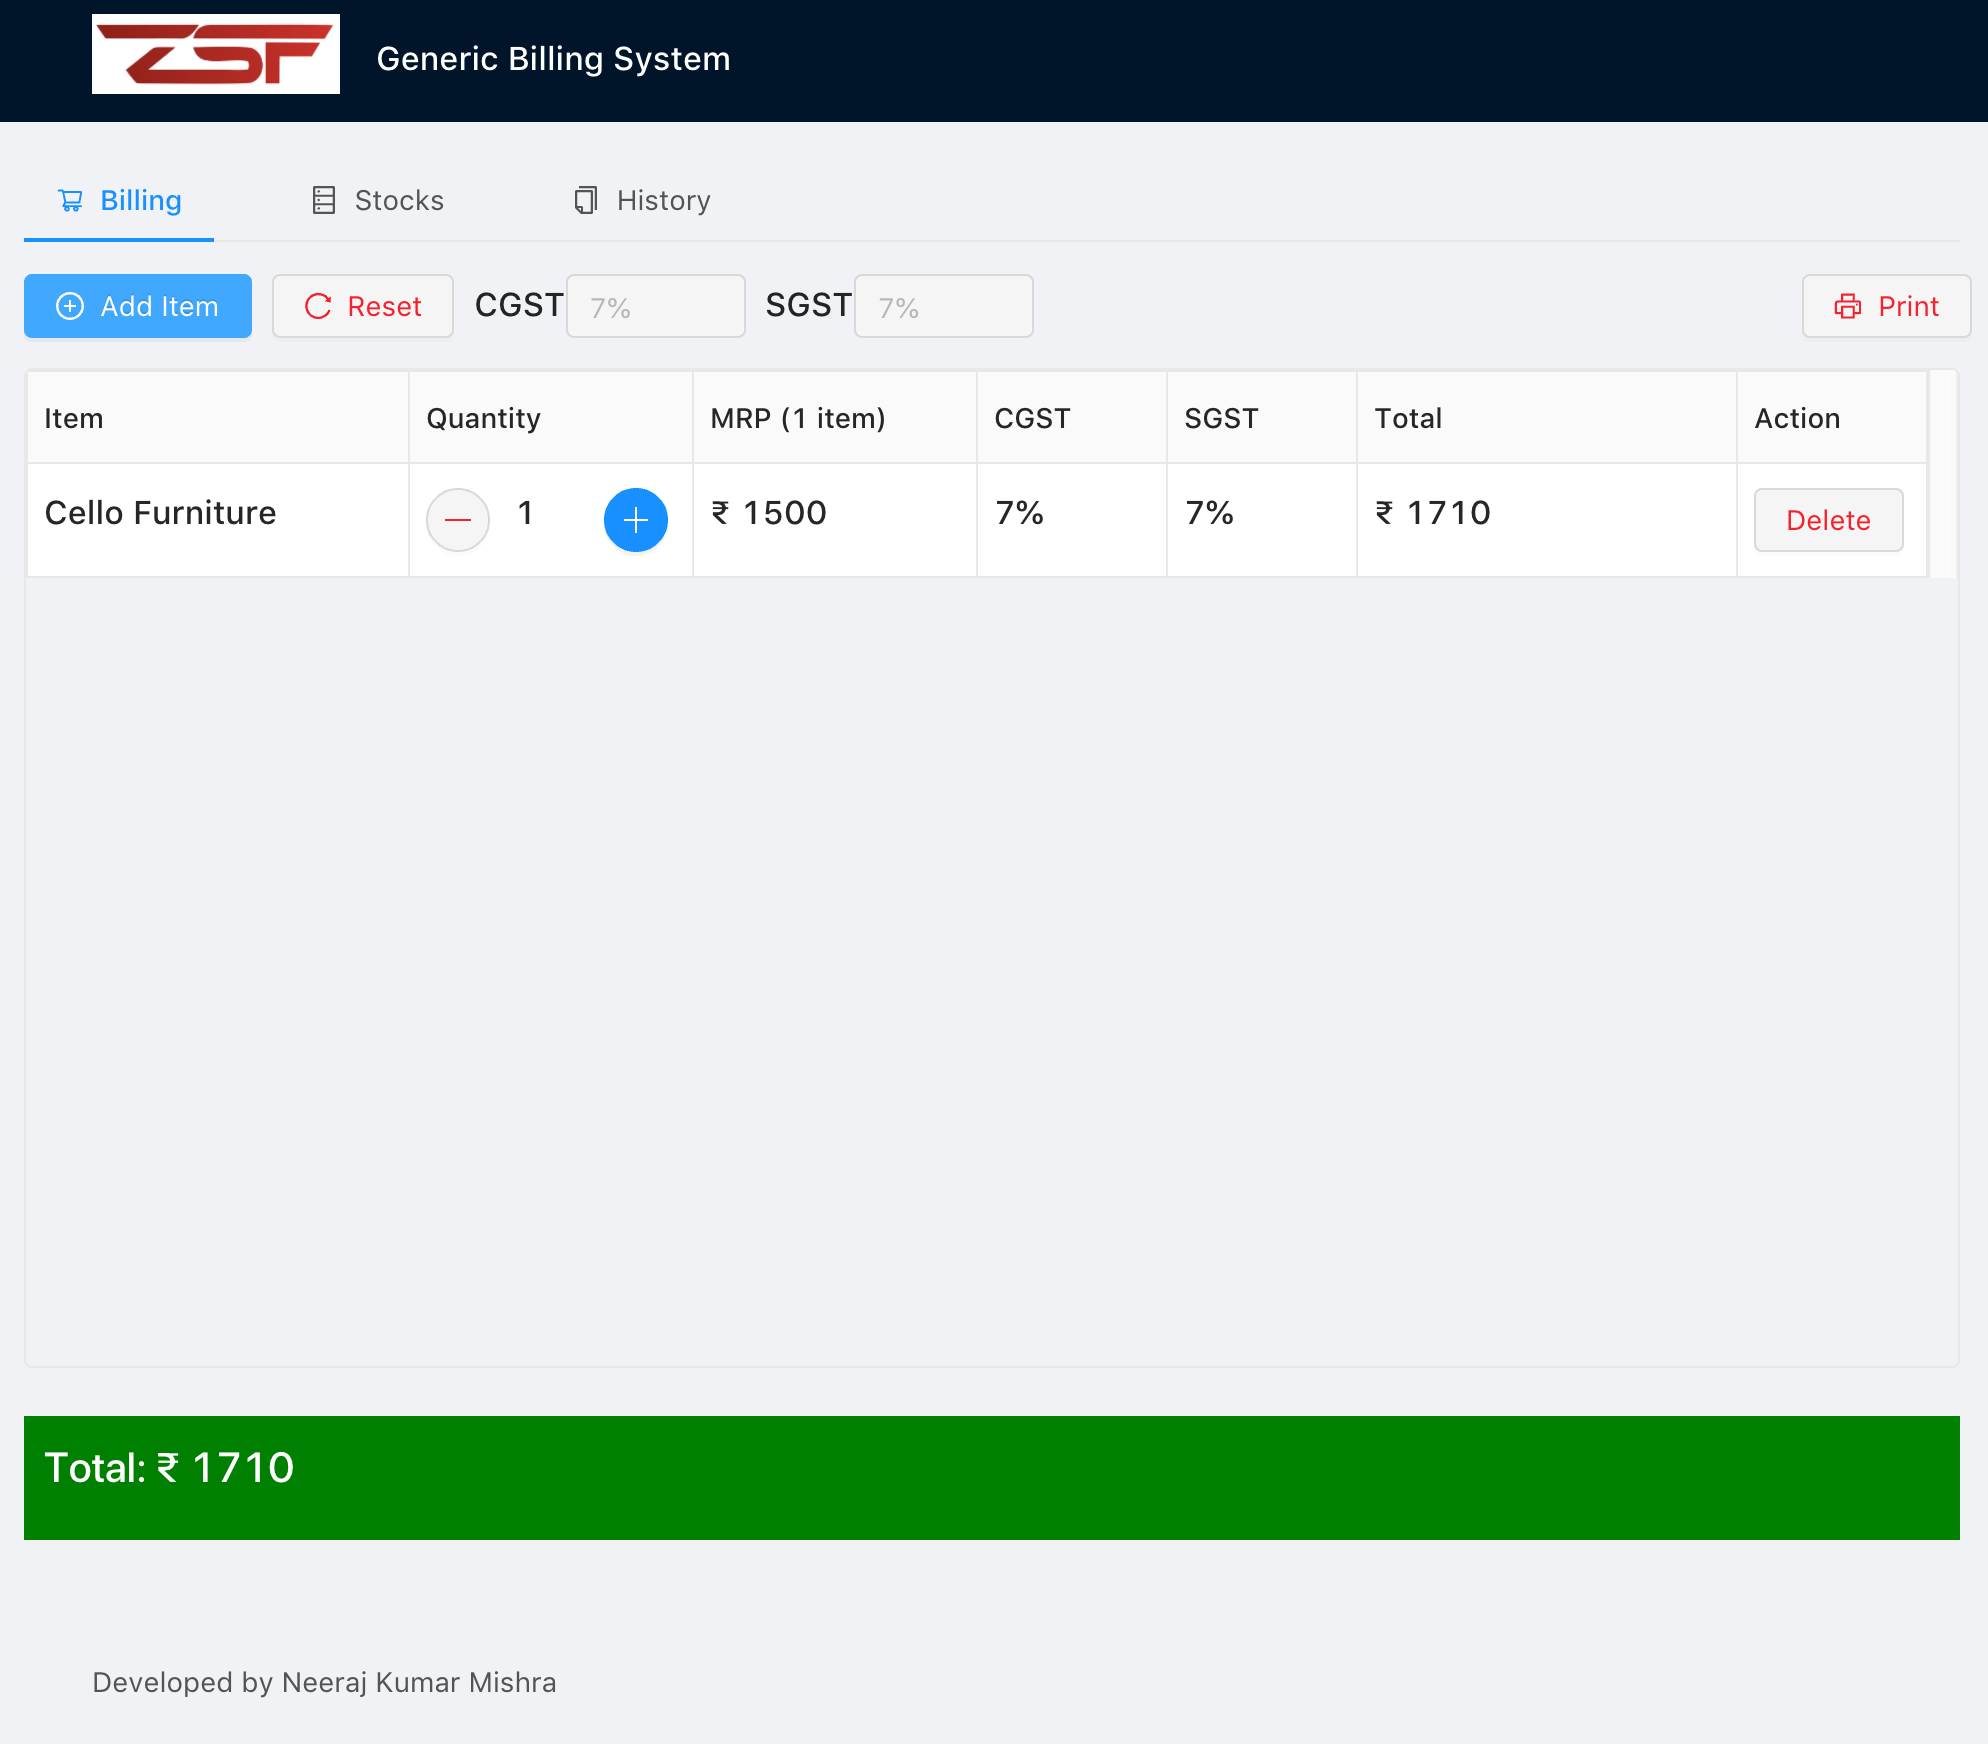 ZSF Generic Billing System
Billing Stocks History
Add Item Reset CGST 7% SGST 7% Print
Item Quantity MRP (1 item) CGST SGST Total Action
Cello Furniture 1 ₹ 1500 7% 7% ₹ 1710 Delete
Total: ₹ 1710
Developed by Neeraj Kumar Mishra